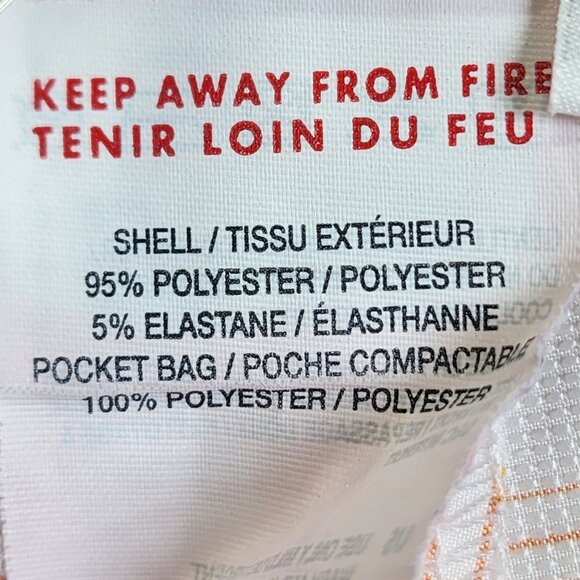 KEEP AWAY FROM FIRE
TENIR LOIN DU FEU
SHELL / TISSU EXTÉRIEUR
95% POLYESTER / POLYESTER
5% ELASTANE / ÉLASTHANNE
POCKET BAG / POCHE COMPACTABLE
100% POLYESTER / POLYESTER